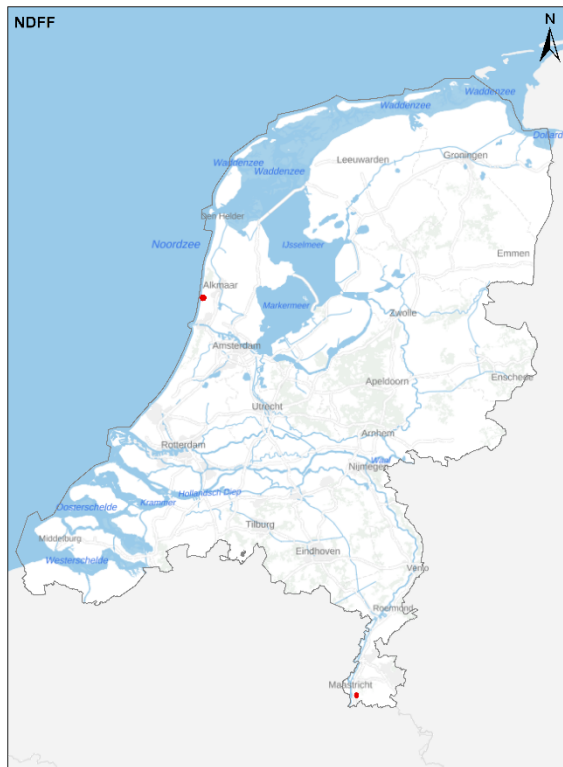 NDFF
N
Waddenzee
Waddenzee
Dollard
Waddenzee
Waddenzee
Leeuwarden
Groningen
Den Helder
Noordzee
IJsselmeer
Emmen
Alkmaar
Markermeer
Zwolle
Amsterdam
Apeldoorn
Enschede
Utrecht
Arnhem
Rotterdam
Waal
Nijmegen
Hollandsch Diep
Krammer
Oosterschelde
Tilburg
Middelburg
Eindhoven
Westerschelde
Venlo
Roermond
Maastricht